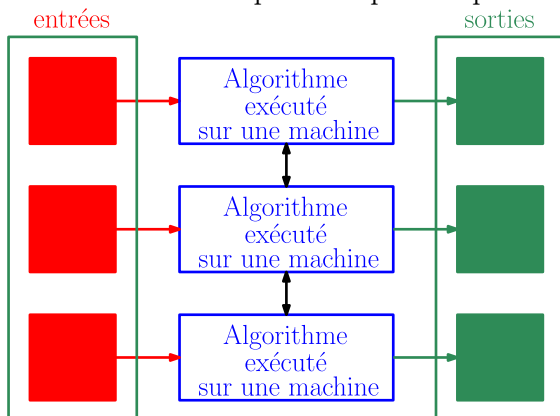 entrées
sorties
Algorithme
exécuté
sur une machine
Algorithme
exécuté
sur une machine
Algorithme
exécuté
sur une machine